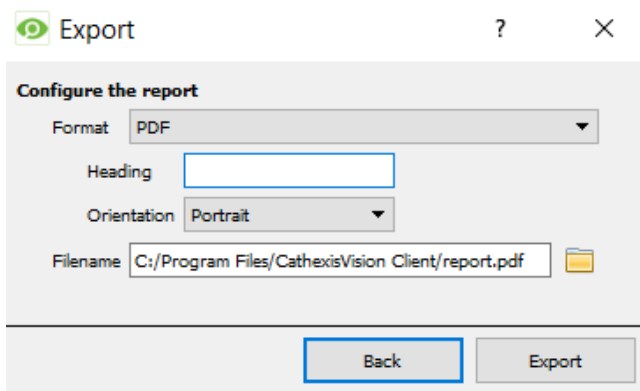 Export ? ×
Configure the report
Format PDF
Heading
Orientation Portrait
Filename C:/Program Files/CathexisVision Client/report.pdf
Back Export